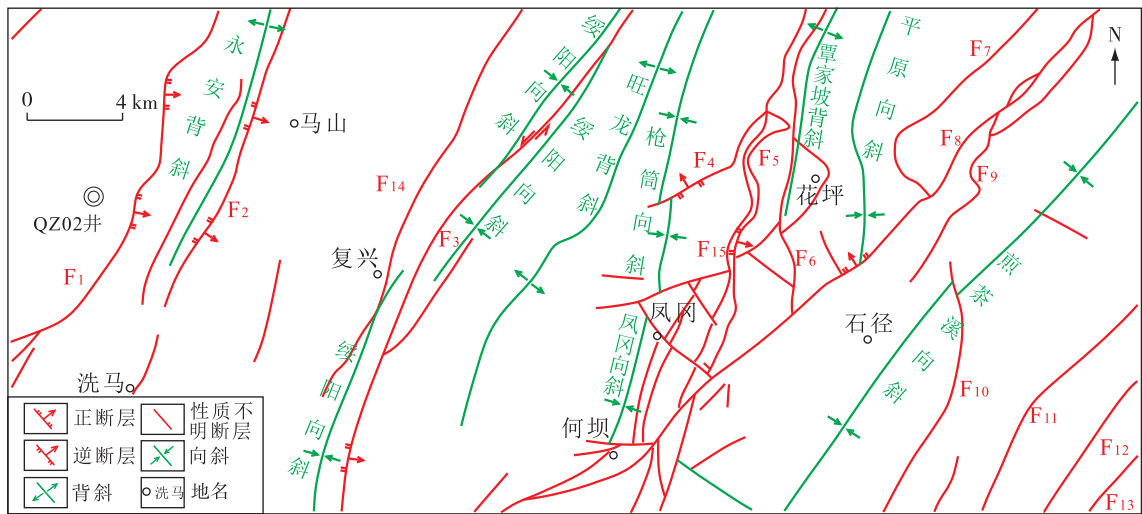 永安背斜
绥阳向斜
旺龙背斜
枪筒向斜
覃家坡背斜
平原向斜
F7
N
0 4 km
马山
F4
F5
F8
F9
花坪
QZ02井
F14
F2
绥阳向斜
F3
F15
F6
F1
复兴
凤冈
石径
煎茶溪向斜
凤冈向斜
绥阳向斜
洗马
F10
F11
F12
F13
何坝
正断层
性质不明断层
逆断层
向斜
背斜
洗马 地名